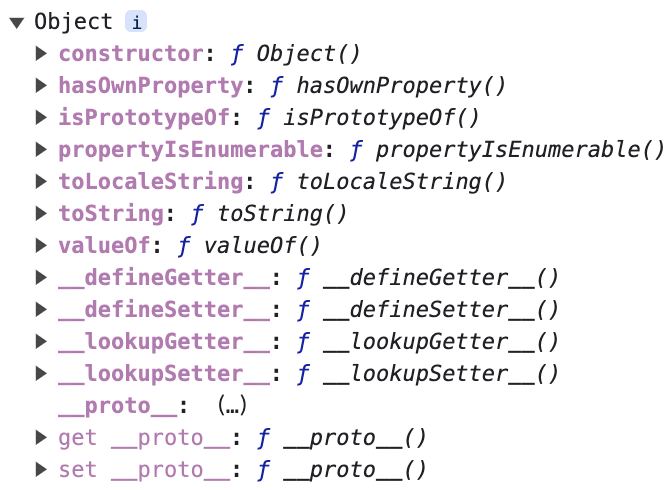 ▼ Object i
▶ constructor: ƒ Object()
▶ hasOwnProperty: ƒ hasOwnProperty()
▶ isPrototypeOf: ƒ isPrototypeOf()
▶ propertyIsEnumerable: ƒ propertyIsEnumerable()
▶ toLocaleString: ƒ toLocaleString()
▶ toString: ƒ toString()
▶ valueOf: ƒ valueOf()
▶ __defineGetter__: ƒ __defineGetter__()
▶ __defineSetter__: ƒ __defineSetter__()
▶ __lookupGetter__: ƒ __lookupGetter__()
▶ __lookupSetter__: ƒ __lookupSetter__()
__proto__: (…)
▶ get __proto__: ƒ __proto__()
▶ set __proto__: ƒ __proto__()